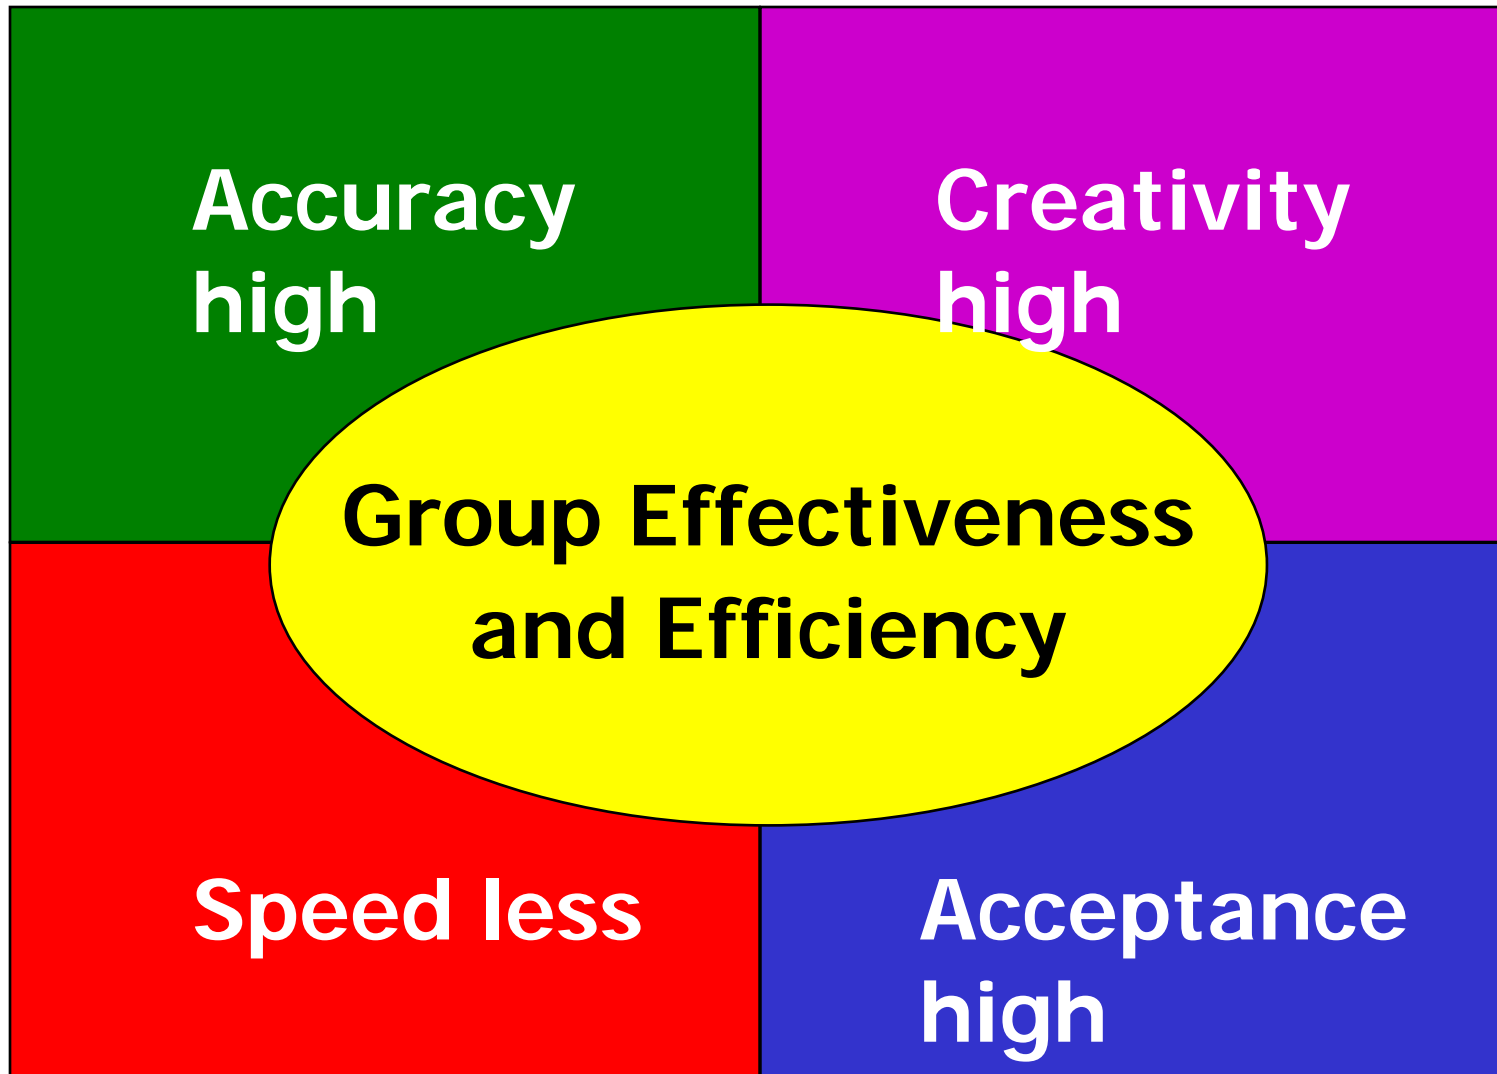 Accuracy
high
Creativity
high
Group Effectiveness
and Efficiency
Speed less
Acceptance
high